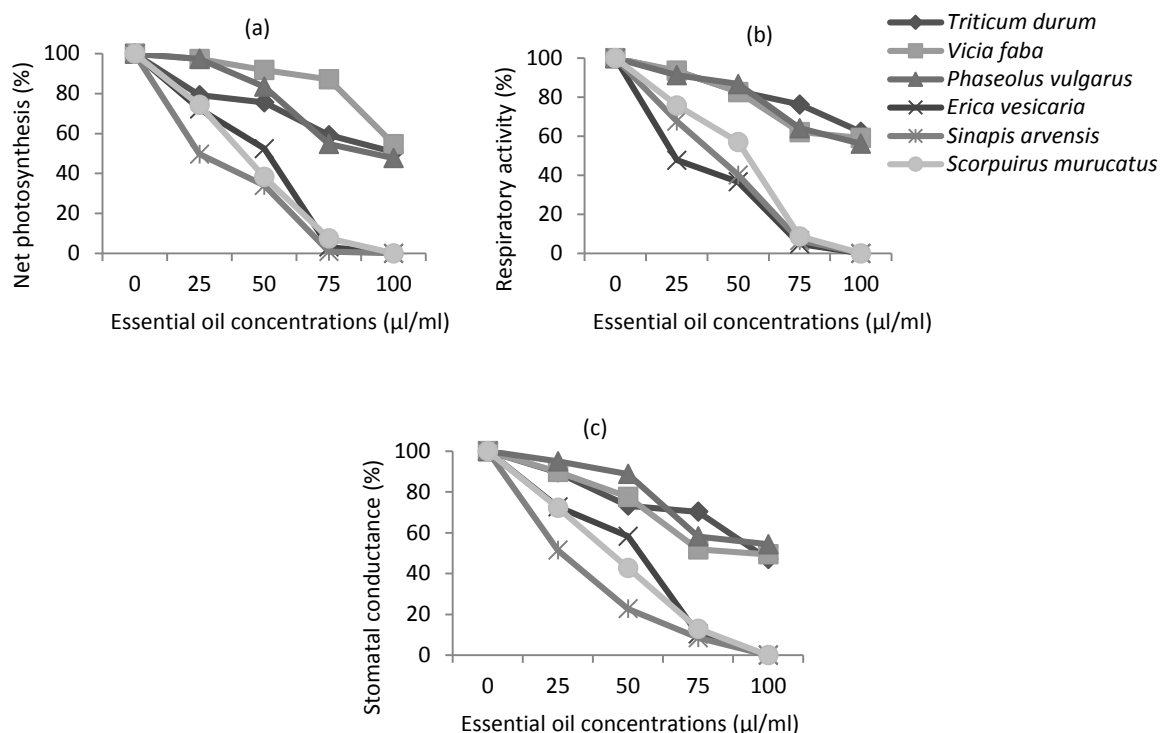 (a)
Net photosynthesis (%)
100
80
60
40
20
0
0 25 50 75 100
Essential oil concentrations (µl/ml)
(b)
Respiratory activity (%)
100
80
60
40
20
0
0 25 50 75 100
Essential oil concentrations (µl/ml)
Triticum durum
Vicia faba
Phaseolus vulgarus
Erica vesicaria
Sinapis arvensis
Scorpuirus murucatus
(c)
Stomatal conductance (%)
100
80
60
40
20
0
0 25 50 75 100
Essential oil concentrations (µl/ml)